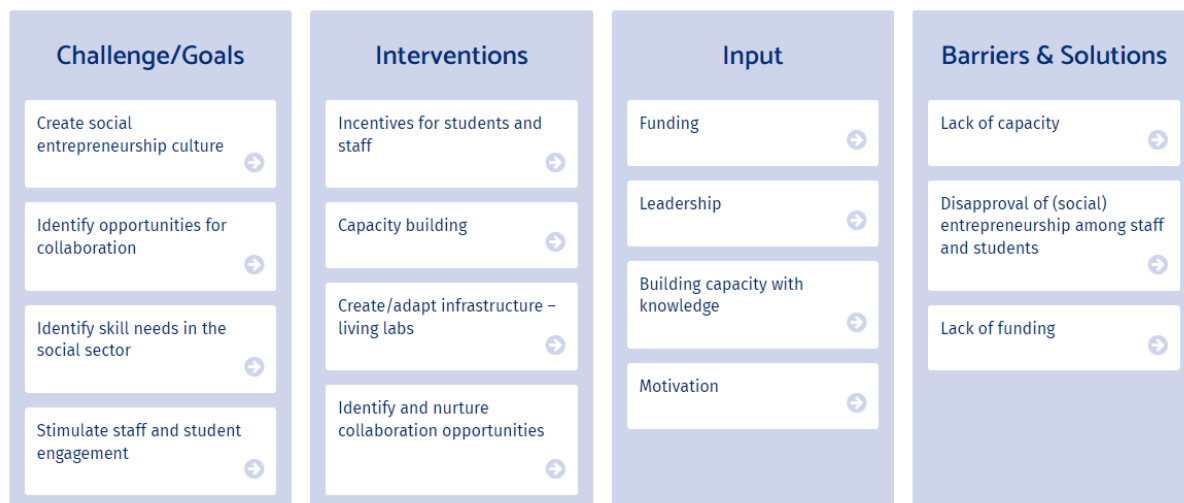 Challenge/Goals
Create social
entrepreneurship culture
Identify opportunities for
collaboration
Identify skill needs in the
social sector
Stimulate staff and student
engagement
Interventions
Incentives for students and
staff
Capacity building
Create/adapt infrastructure –
living labs
Identify and nurture
collaboration opportunities
Input
Funding
Leadership
Building capacity with
knowledge
Motivation
Barriers & Solutions
Lack of capacity
Disapproval of (social)
entrepreneurship among staff
and students
Lack of funding